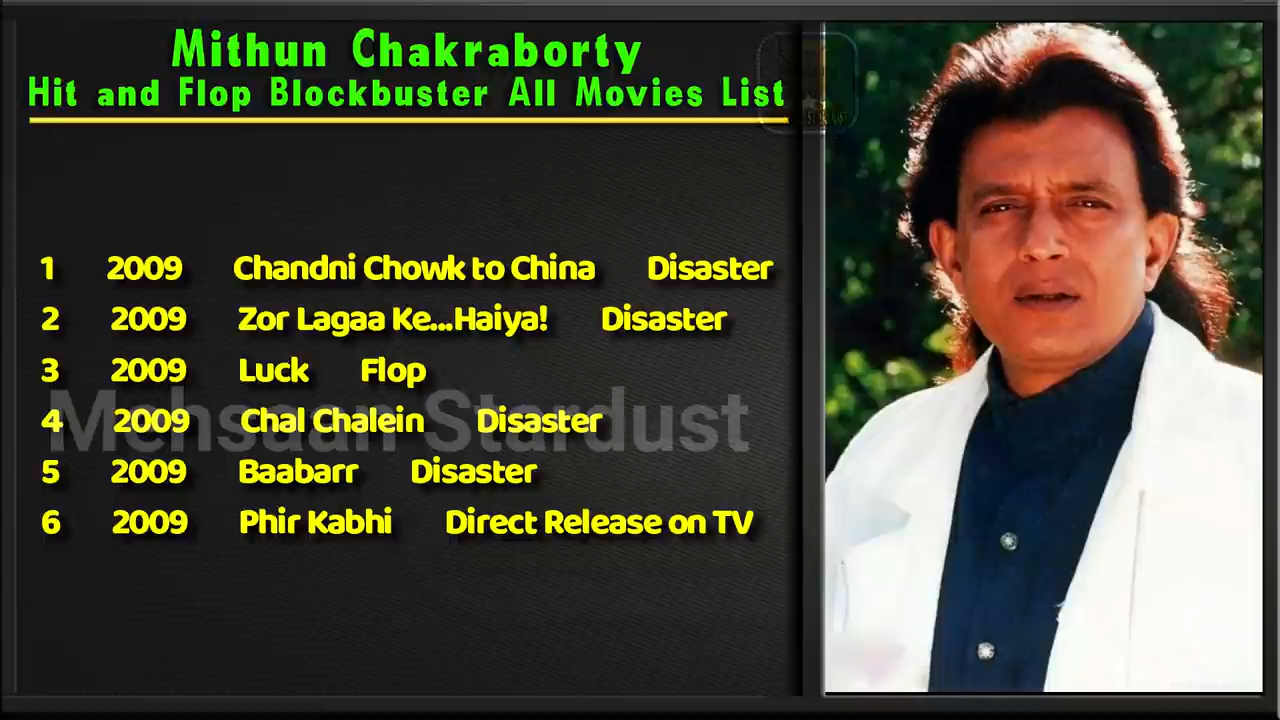 Mithun Chakraborty
Hit and Flop Blockbuster All Movies List
1 2009 Chandni Chowk to China Disaster
2 2009 Zor Lagaa Ke...Haiya! Disaster
3 2009 Luck Flop
4 2009 Chal Chalein Disaster
Mehsaan Stardust
5 2009 Baabarr Disaster
6 2009 Phir Kabhi Direct Release on TV